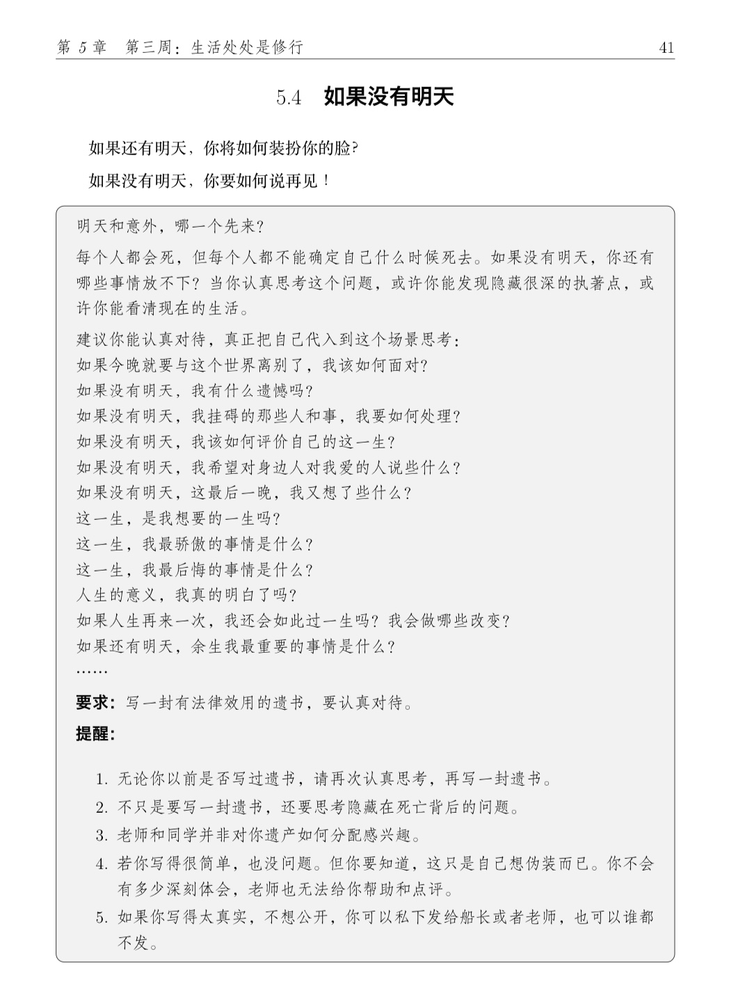 第 5 章 第三周：生活处处是修行 41
5.4 如果没有明天
如果还有明天，你将如何装扮你的脸？
如果没有明天，你要如何说再见！
明天和意外，哪一个先来？
每个人都会死，但每个人都不能确定自己什么时候死去。如果没有明天，你还有
哪些事情放不下？当你认真思考这个问题，或许你能发现隐藏很深的执著点，或
许你能看清现在的生活。
建议你能认真对待，真正把自己代入到这个场景思考：
如果今晚就要与这个世界离别了，我该如何面对？
如果没有明天，我有什么遗憾吗？
如果没有明天，我挂碍的那些人和事，我要如何处理？
如果没有明天，我该如何评价自己的这一生？
如果没有明天，我希望对身边人对我爱的人说些什么？
如果没有明天，这最后一晚，我又想了些什么？
这一生，是我想要的一生吗？
这一生，我最骄傲的事情是什么？
这一生，我最后悔的事情是什么？
人生的意义，我真的明白了吗？
如果人生再来一次，我还会如此过一生吗？我会做哪些改变？
如果还有明天，余生我最重要的事情是什么？
……
要求：写一封有法律效用的遗书，要认真对待。
提醒：
1. 无论你以前是否写过遗书，请再次认真思考，再写一封遗书。
2. 不只是要写一封遗书，还要思考隐藏在死亡背后的问题。
3. 老师和同学并非对你遗产如何分配感兴趣。
4. 若你写得很简单，也没问题。但你要知道，这只是自己想伪装而已。你不会
有多少深刻体会，老师也无法给你帮助和点评。
5. 如果你写得太真实，不想公开，你可以私下发给船长或者老师，也可以谁都
不发。